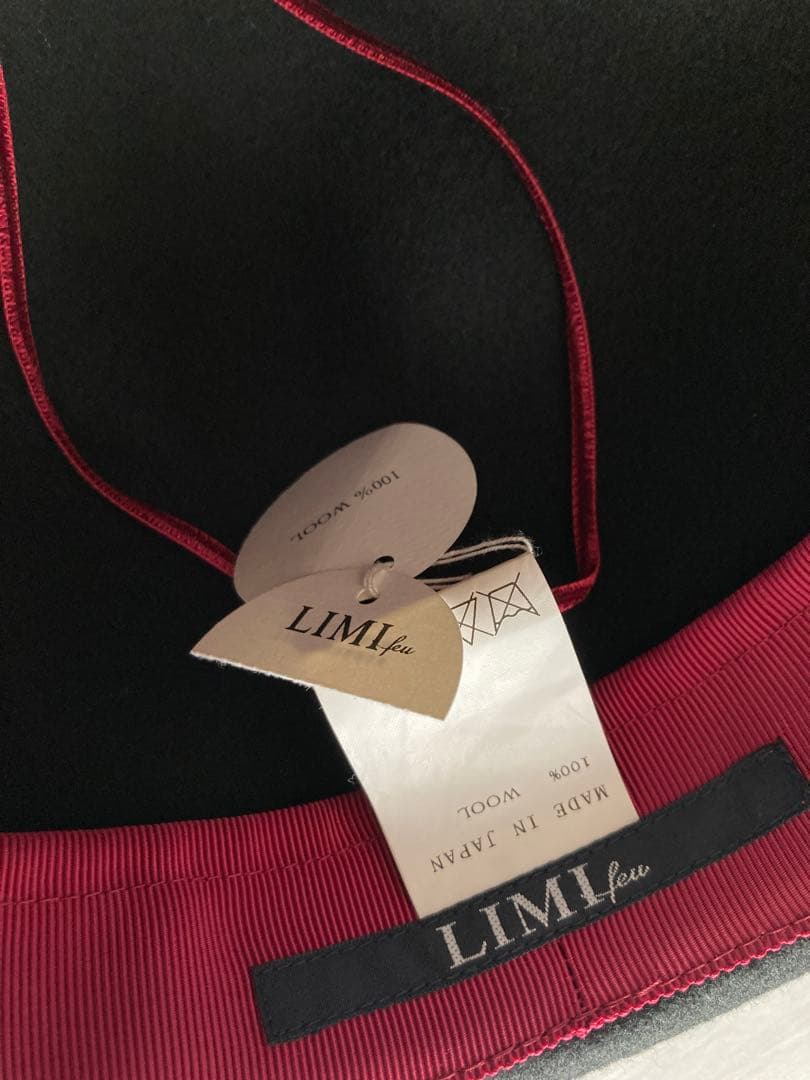 100% WOOL
LIMI feu
100%
WOOL
MADE IN JAPAN
LIMI feu